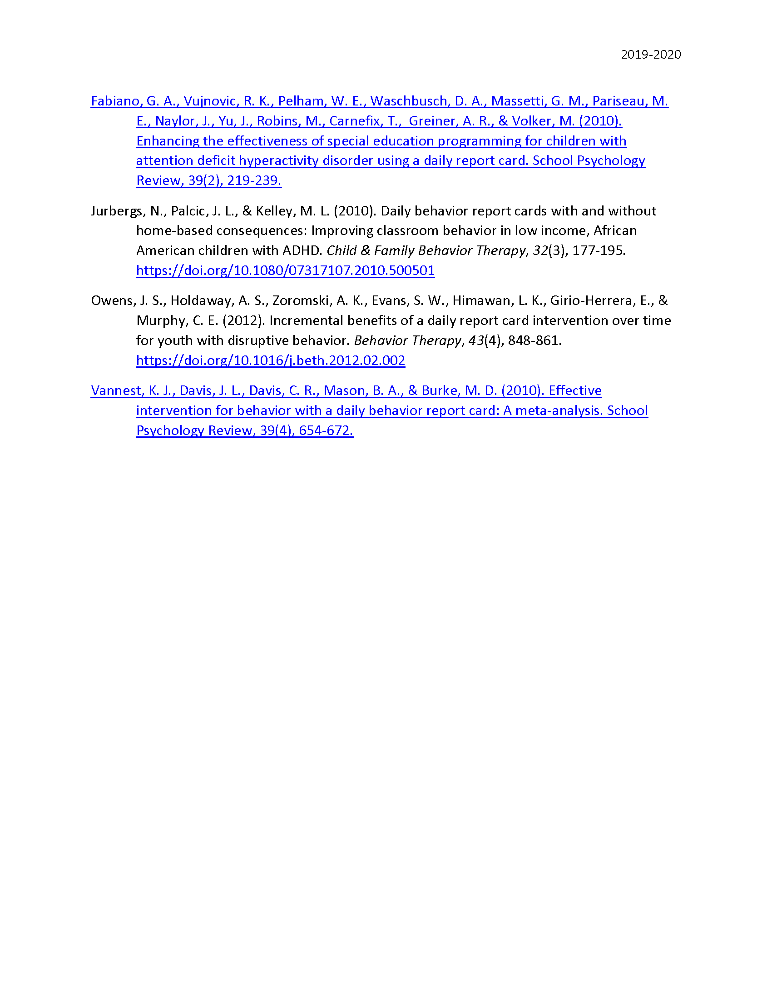 2019-2020
Fabiano, G. A., Vujnovic, R. K., Pelham, W. E., Waschbusch, D. A., Massetti, G. M., Pariseau, M.
E., Naylor, J., Yu, J., Robins, M., Carnefix, T.,  Greiner, A. R., & Volker, M. (2010).
Enhancing the effectiveness of special education programming for children with
attention deficit hyperactivity disorder using a daily report card. School Psychology
Review, 39(2), 219-239.
Jurbergs, N., Palcic, J. L., & Kelley, M. L. (2010). Daily behavior report cards with and without
home-based consequences: Improving classroom behavior in low income, African
American children with ADHD. Child & Family Behavior Therapy, 32(3), 177-195.
https://doi.org/10.1080/07317107.2010.500501
Owens, J. S., Holdaway, A. S., Zoromski, A. K., Evans, S. W., Himawan, L. K., Girio-Herrera, E., &
Murphy, C. E. (2012). Incremental benefits of a daily report card intervention over time
for youth with disruptive behavior. Behavior Therapy, 43(4), 848-861.
https://doi.org/10.1016/j.beth.2012.02.002
Vannest, K. J., Davis, J. L., Davis, C. R., Mason, B. A., & Burke, M. D. (2010). Effective
intervention for behavior with a daily behavior report card: A meta-analysis. School
Psychology Review, 39(4), 654-672.